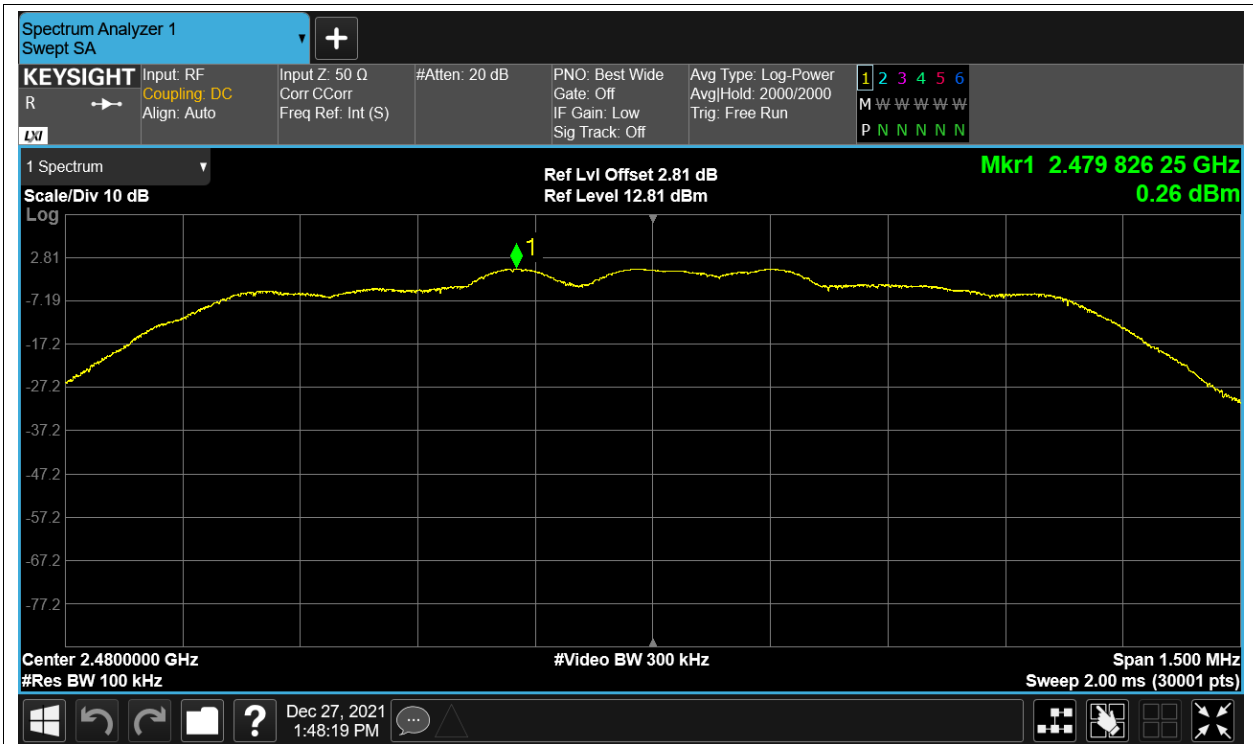 Spectrum Analyzer 1
Swept SA
KEYSIGHT
R
LXI
Input: RF
Coupling: DC
Align: Auto
Input Z: 50 Ω
Corr CCorr
Freq Ref: Int (S)
#Atten: 20 dB
PNO: Best Wide
Gate: Off
IF Gain: Low
Sig Track: Off
Avg Type: Log-Power
Avg|Hold: 2000/2000
Trig: Free Run
1 2 3 4 5 6
M W W W W W
P N N N N N
1 Spectrum
Scale/Div 10 dB
Ref Lvl Offset 2.81 dB
Ref Level 12.81 dBm
Mkr1 2.479 826 25 GHz
0.26 dBm
Log
1
2.81
-7.19
-17.2
-27.2
-37.2
-47.2
-57.2
-67.2
-77.2
Center 2.4800000 GHz
#Res BW 100 kHz
#Video BW 300 kHz
Span 1.500 MHz
Sweep 2.00 ms (30001 pts)
?
Dec 27, 2021
1:48:19 PM